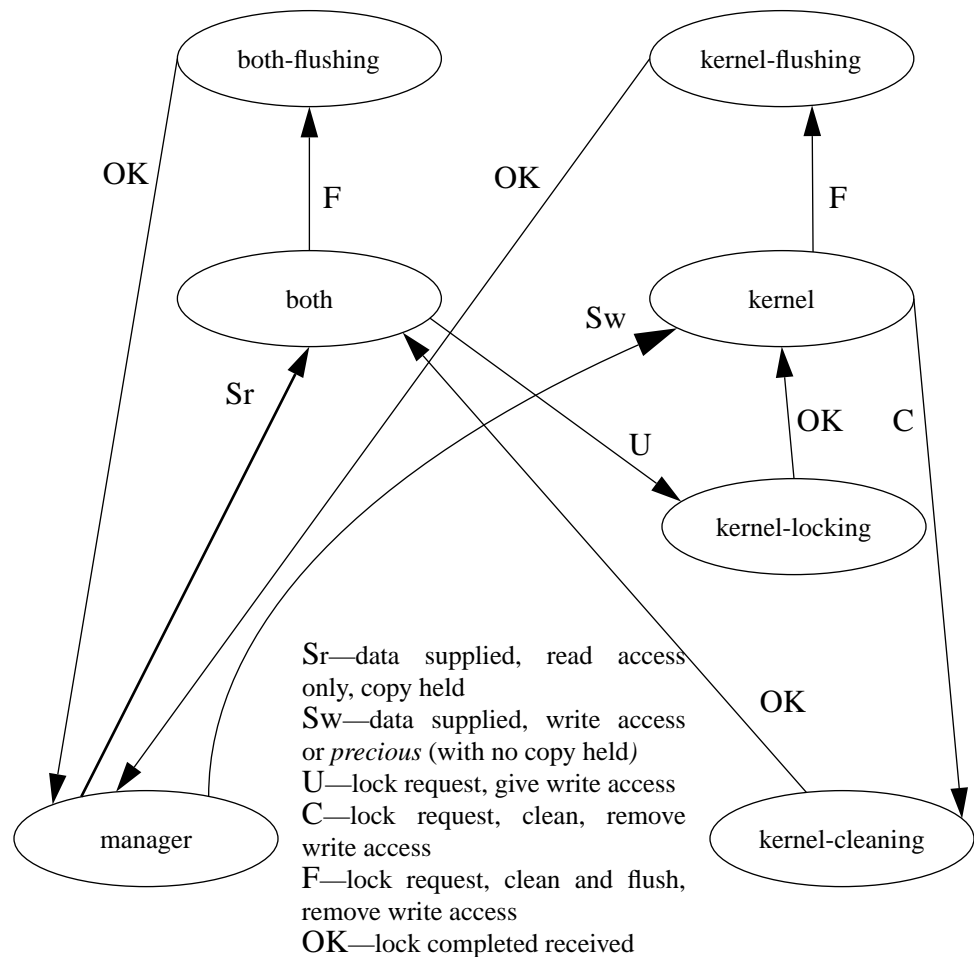 both-flushing
kernel-flushing
OK
OK
F
F
both
kernel
Sw
Sr
OK
C
U
kernel-locking
Sr—data supplied, read access
only, copy held
Sw—data supplied, write access
or precious (with no copy held)
U—lock request, give write access
C—lock request, clean, remove
write access
F—lock request, clean and flush,
remove write access
OK—lock completed received
OK
manager
kernel-cleaning